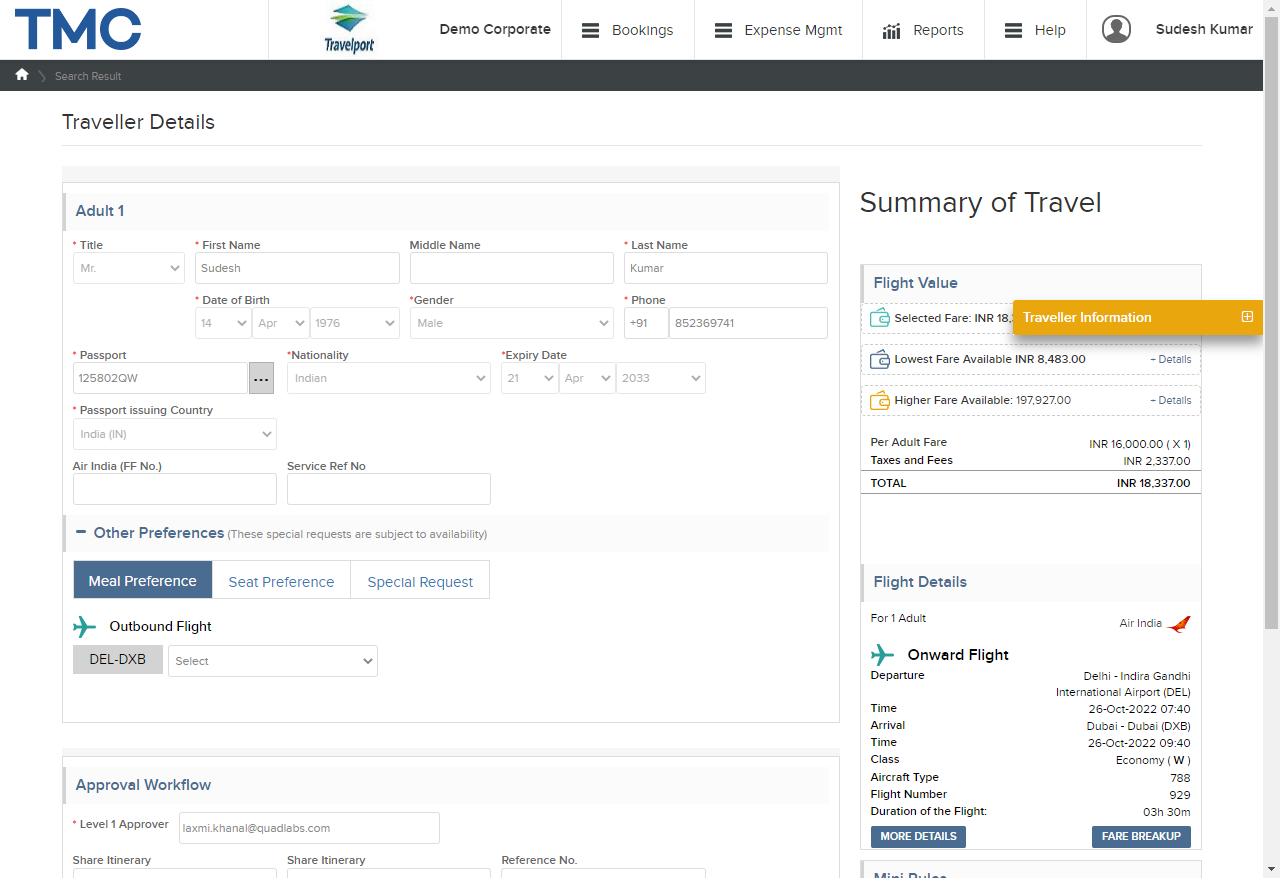 TMC
Travelport
Demo Corporate
Bookings
Expense Mgmt
Reports
Help
Sudesh Kumar
Search Result
Traveller Details
Adult 1
* Title
* First Name
Middle Name
* Last Name
Mr.
Sudesh
Kumar
* Date of Birth
*Gender
* Phone
14
Apr
1976
Male
+91
852369741
* Passport
*Nationality
*Expiry Date
125802QW
...
Indian
21
Apr
2033
* Passport issuing Country
India (IN)
Air India (FF No.)
Service Ref No
Other Preferences (These special requests are subject to availability)
Meal Preference
Seat Preference
Special Request
Outbound Flight
DEL-DXB
Select
Approval Workflow
* Level 1 Approver
laxmi.khanal@quadlabs.com
Share Itinerary
Share Itinerary
Reference No.
Summary of Travel
Flight Value
Selected Fare: INR 18,
Traveller Information
Lowest Fare Available INR 8,483.00
+ Details
Higher Fare Available: 197,927.00
+ Details
Per Adult Fare
INR 16,000.00 ( X 1)
Taxes and Fees
INR 2,337.00
TOTAL
INR 18,337.00
Flight Details
For 1 Adult
Air India
Onward Flight
Departure
Delhi - Indira Gandhi
International Airport (DEL)
Time
26-Oct-2022 07:40
Arrival
Dubai - Dubai (DXB)
Time
26-Oct-2022 09:40
Class
Economy ( W )
Aircraft Type
788
Flight Number
929
Duration of the Flight:
03h 30m
MORE DETAILS
FARE BREAKUP
Mini Rules